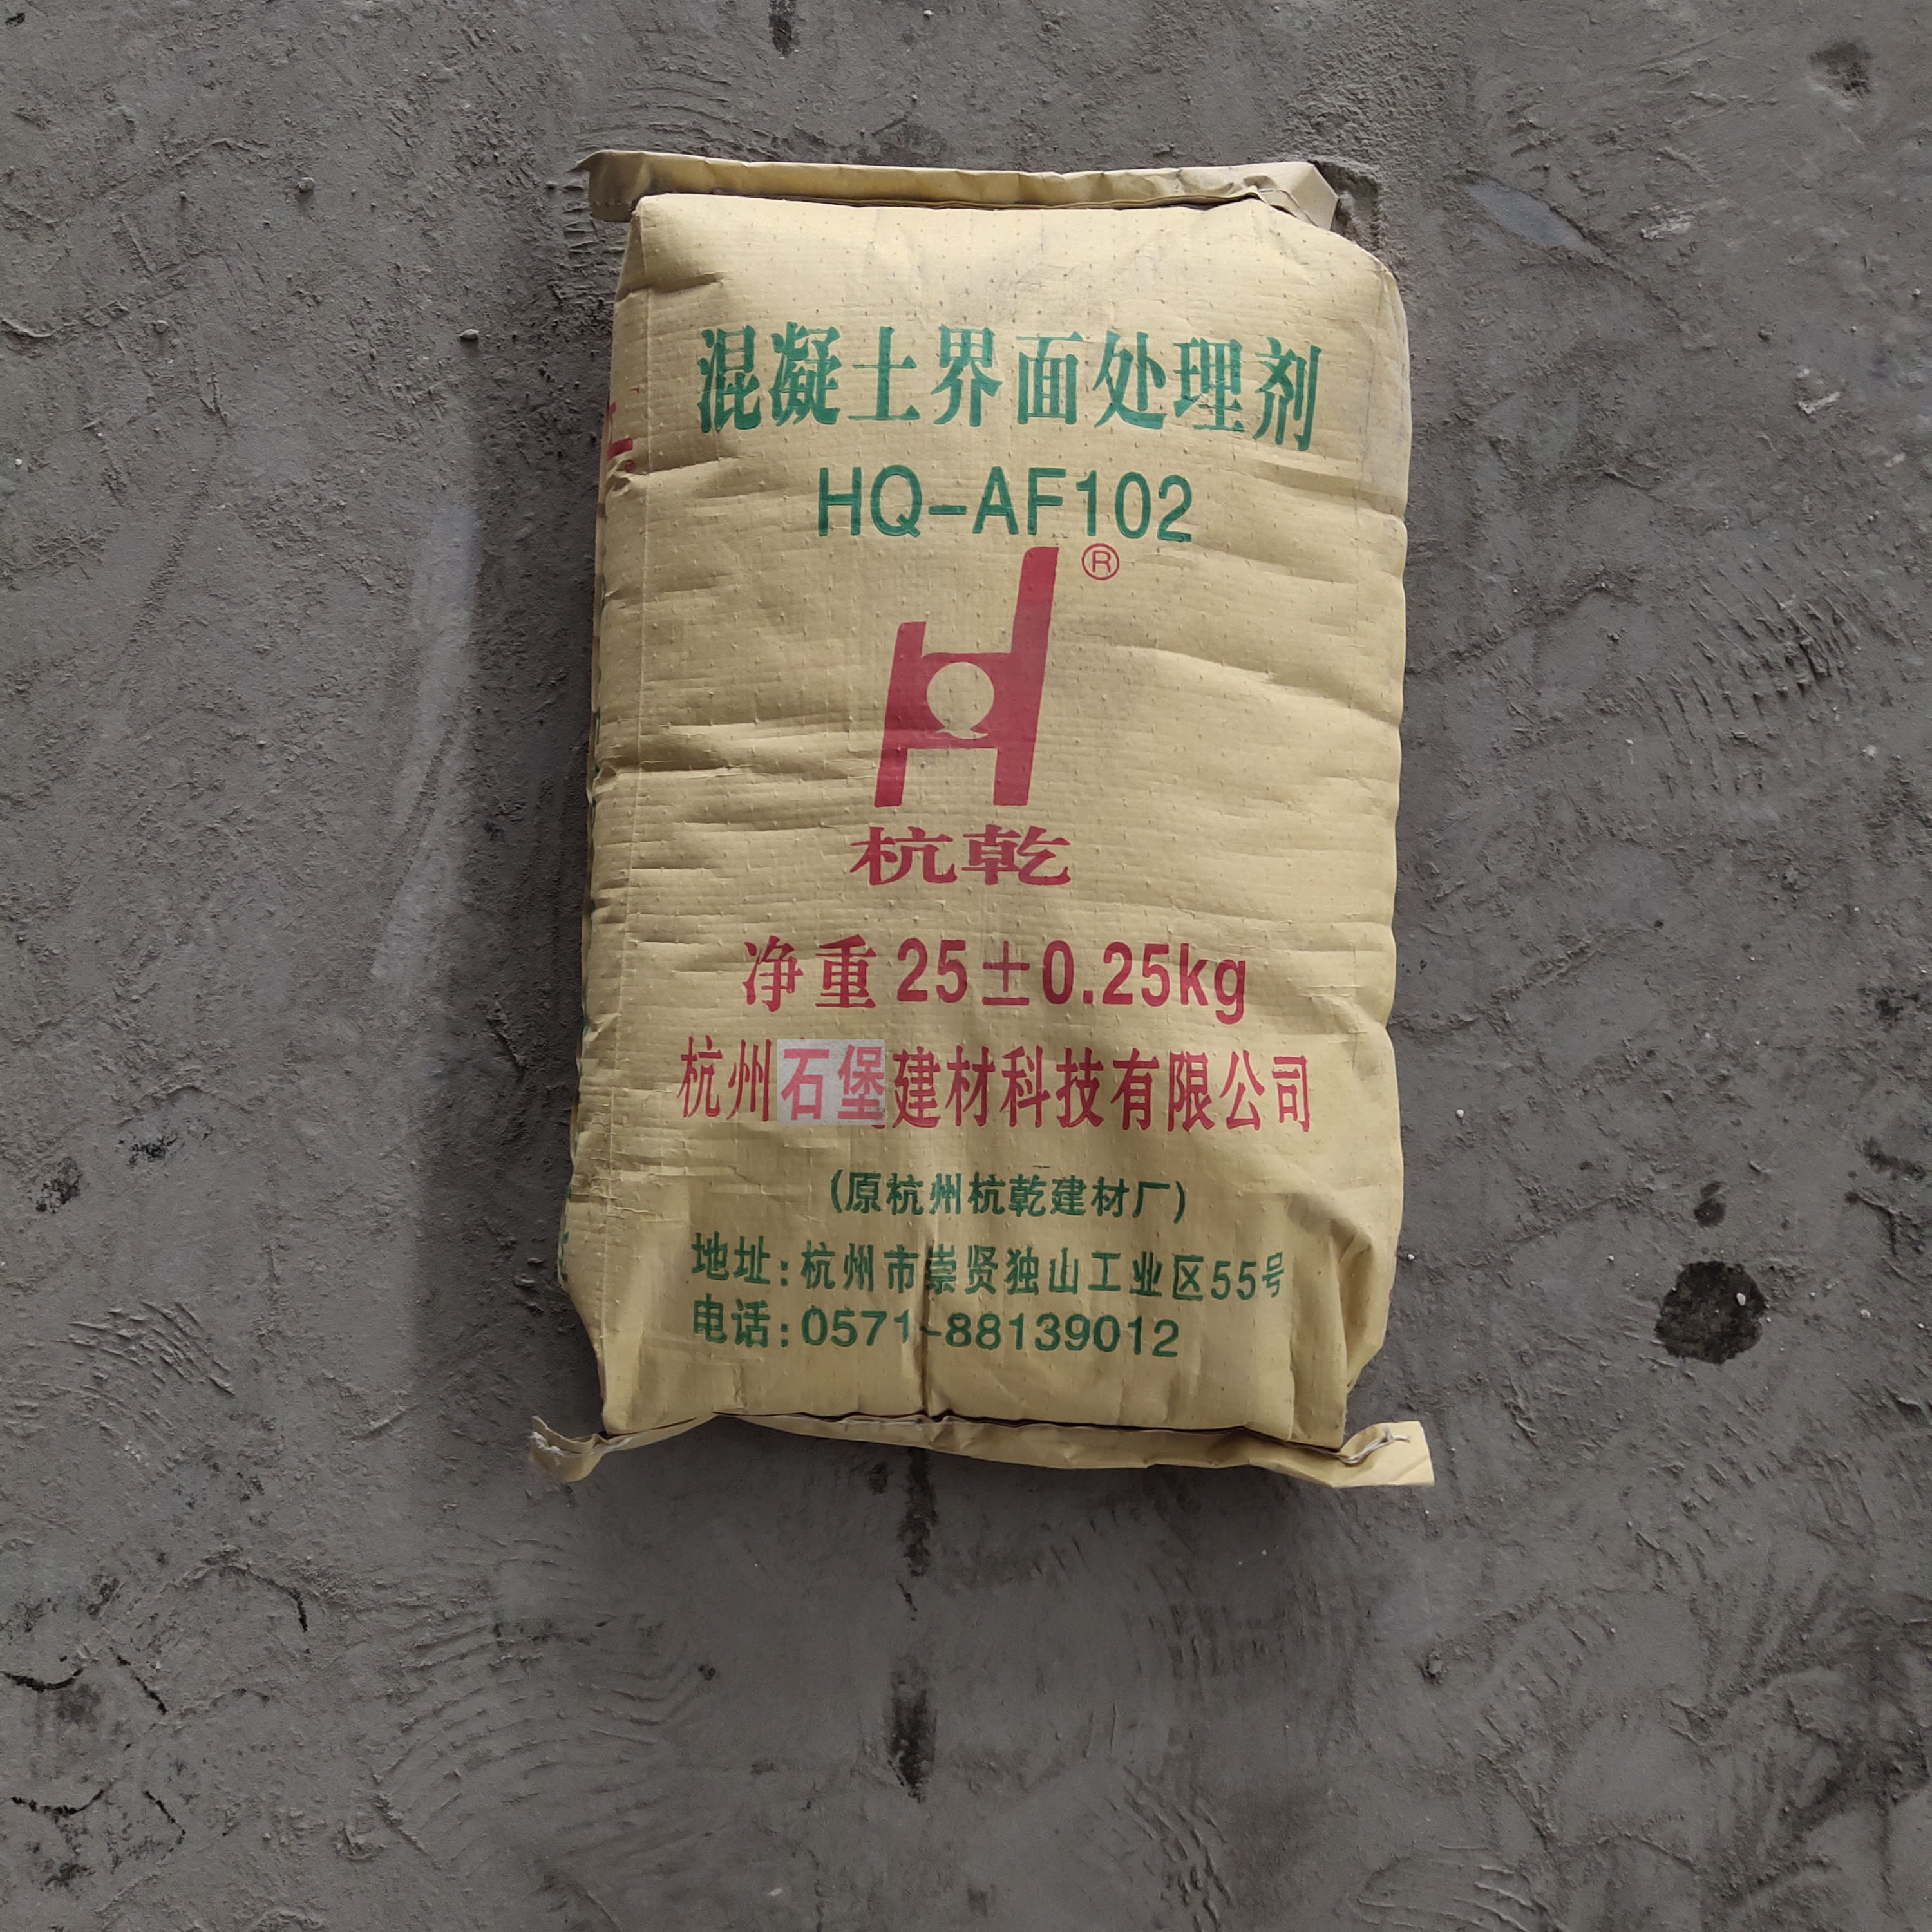 混凝土界面处理剂
HQ-AF102
®
杭乾
净重25±0.25kg
杭州石堡建材科技有限公司
(原杭州杭乾建材厂)
地址:杭州市崇贤独山工业区55号
电话:0571-88139012